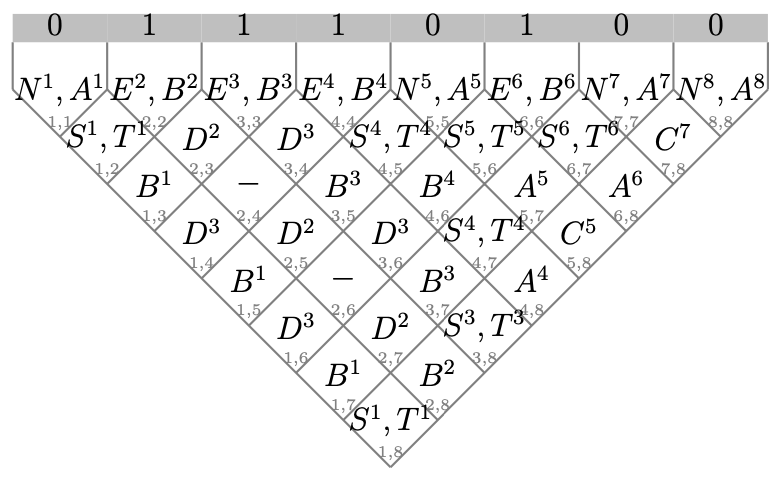 0 1 1 1 0 1 0 0
N¹, A¹ E², B² E³, B³ E⁴, B⁴ N⁵, A⁵ E⁶, B⁶ N⁷, A⁷ N⁸, A⁸
1,1 2,2 3,3 4,4 5,5 6,6 7,7 8,8
S¹, T¹ D² D³ S⁴, T⁴ S⁵, T⁵ S⁶, T⁶ C⁷
1,2 2,3 3,4 4,5 5,6 6,7 7,8
B¹ − B³ B⁴ A⁵ A⁶
1,3 2,4 3,5 4,6 5,7 6,8
D³ D² D³ S⁴, T⁴ C⁵
1,4 2,5 3,6 4,7 5,8
B¹ − B³ A⁴
1,5 2,6 3,7 4,8
D³ D² S³, T³
1,6 2,7 3,8
B¹ B²
1,7 2,8
S¹, T¹
1,8